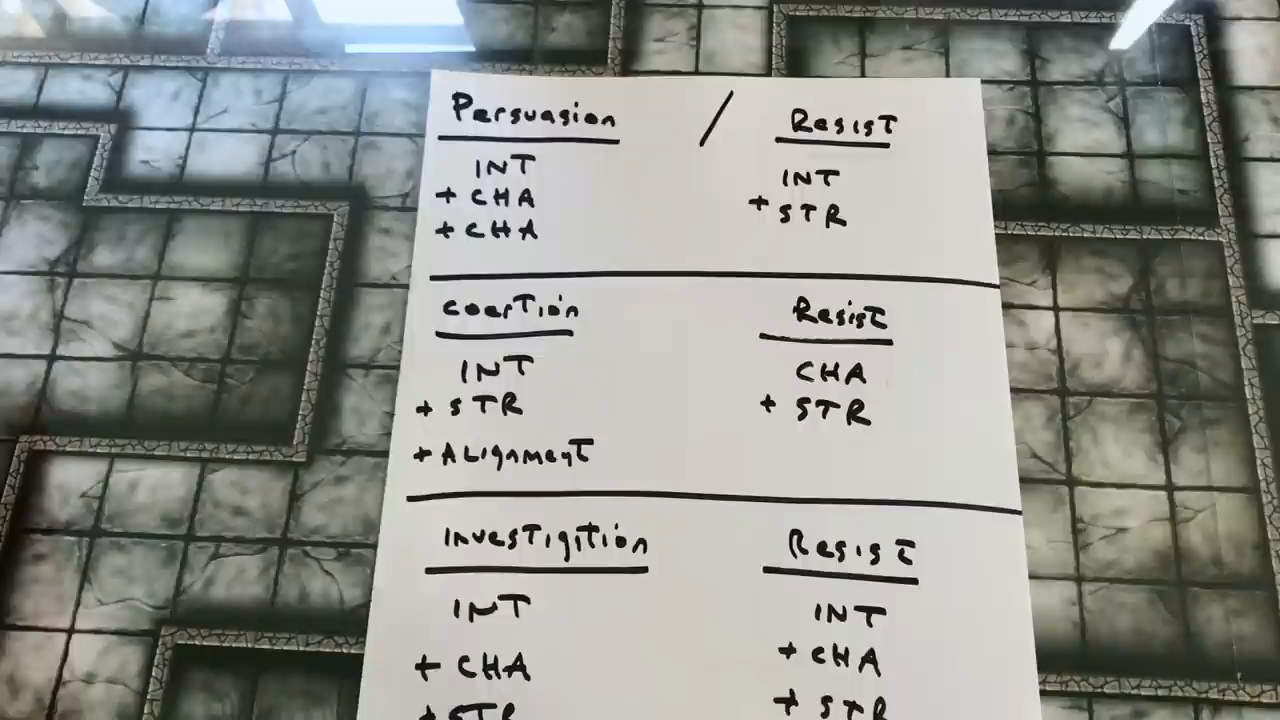 Persuasion / Resist
INT
+ CHA
+ CHA
INT
+ STR
Coertion
INT
+ STR
+ Alignment
Resist
CHA
+ STR
Investigition
INT
+ CHA
+ STR
Resist
INT
+ CHA
+ STR